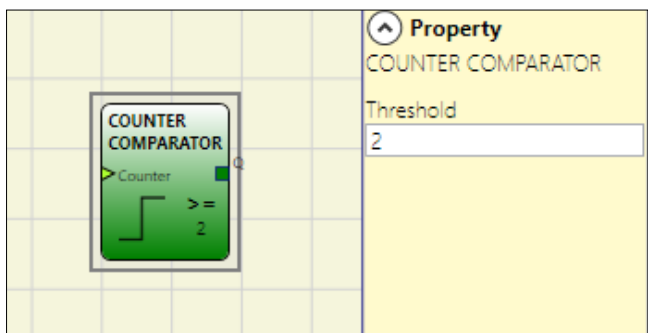 Property
COUNTER COMPARATOR
Threshold
2
COUNTER
COMPARATOR
Q
Counter
>=
2